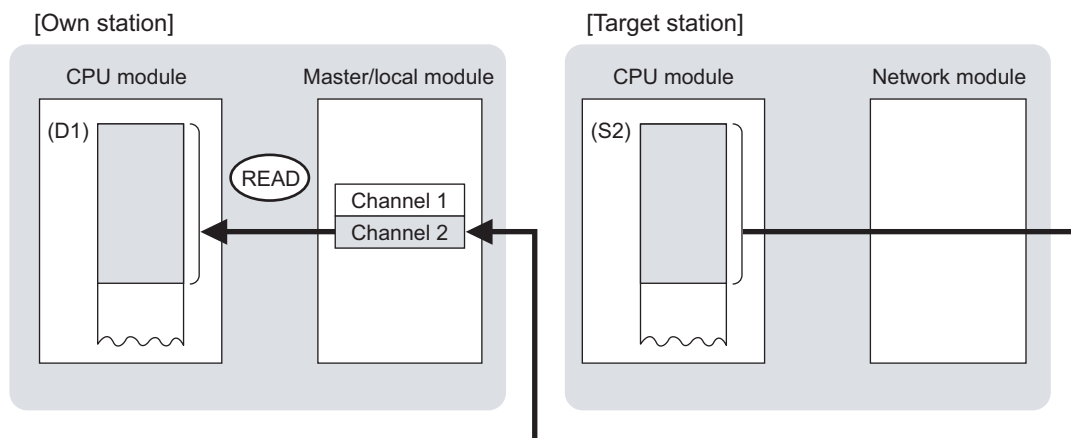 [Own station]
CPU module
Master/local module
(D1)
READ
Channel 1
Channel 2
[Target station]
CPU module
Network module
(S2)